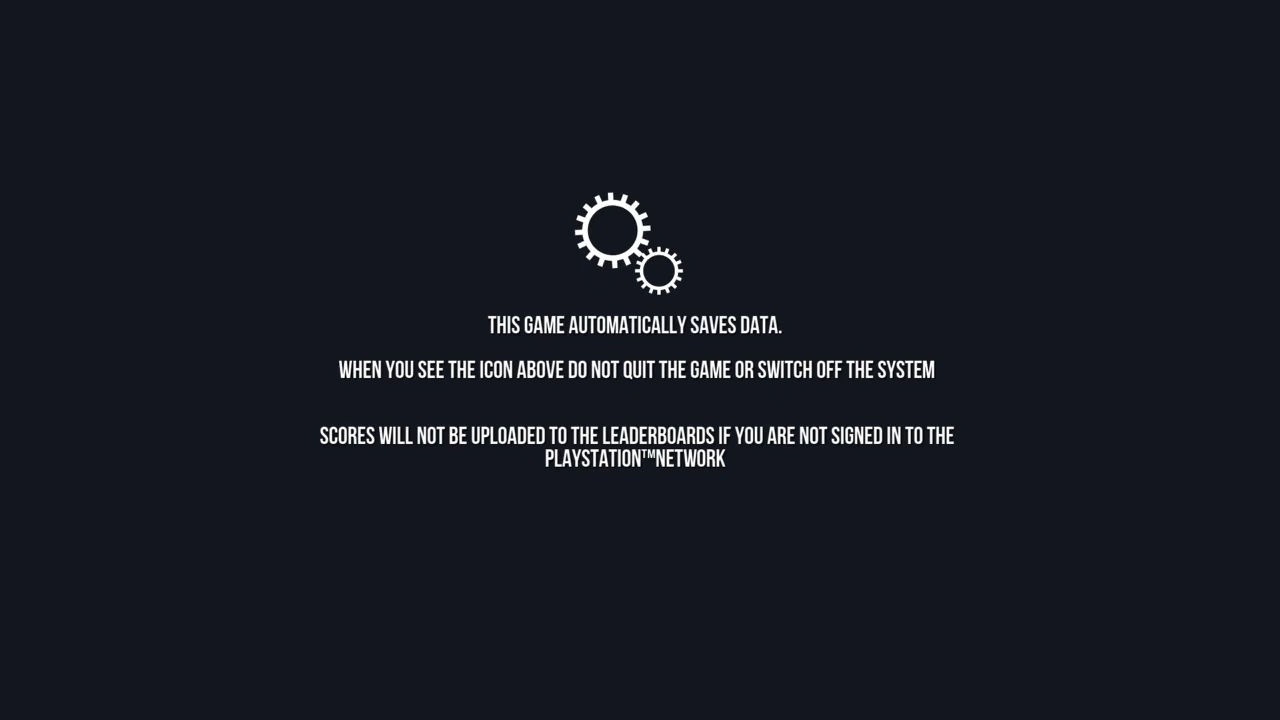 THIS GAME AUTOMATICALLY SAVES DATA.
WHEN YOU SEE THE ICON ABOVE DO NOT QUIT THE GAME OR SWITCH OFF THE SYSTEM
SCORES WILL NOT BE UPLOADED TO THE LEADERBOARDS IF YOU ARE NOT SIGNED IN TO THE
PLAYSTATION™NETWORK